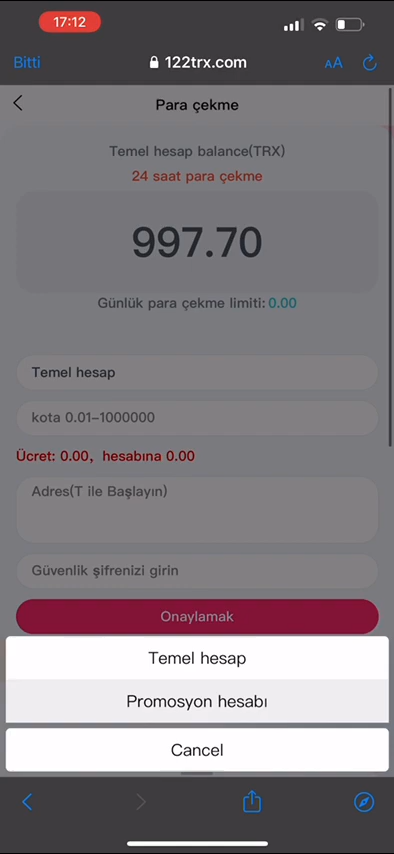 17:12
Bitti
122trx.com
AA
Para çekme
Temel hesap balance(TRX)
24 saat para çekme
997.70
Günlük para çekme limiti: 0.00
Temel hesap
kota 0.01-1000000
Ücret: 0.00, hesabına 0.00
Adres(T ile Başlayın)
Güvenlik şifrenizi girin
Onaylamak
Temel hesap
Promosyon hesabı
Cancel